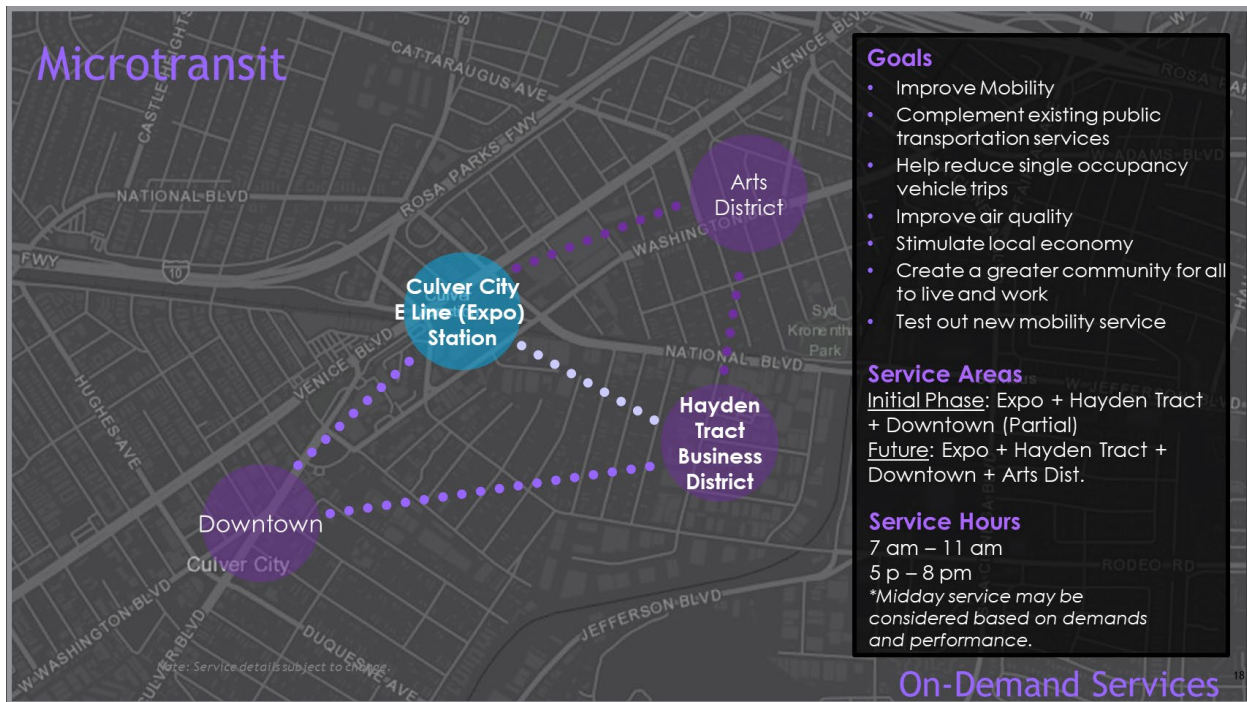 Microtransit
CATTARAUGUS AVE
VENICE BLVD
NATIONAL BLVD
ROSA PARKS FWY
FWY
10
WASHINGTON
Arts
District
Culver City
E Line (Expo)
Station
VENICE BLVD
Syd
Park
NATIONAL BLVD
HUGHES AVE
Hayden
Tract
Business
District
Downtown
Culver City
W WASHINGTON BLVD
JEFFERSON BLVD
DUQUESNE AVE
RODEO RD
Note: Service details subject to change.
Goals
• Improve Mobility
• Complement existing public
transportation services
• Help reduce single occupancy
vehicle trips
• Improve air quality
• Stimulate local economy
• Create a greater community for all
to live and work
• Test out new mobility service
Service Areas
Initial Phase: Expo + Hayden Tract
+ Downtown (Partial)
Future: Expo + Hayden Tract +
Downtown + Arts Dist.
Service Hours
7 am – 11 am
5 p – 8 pm
*Midday service may be
considered based on demands
and performance.
On-Demand Services
18